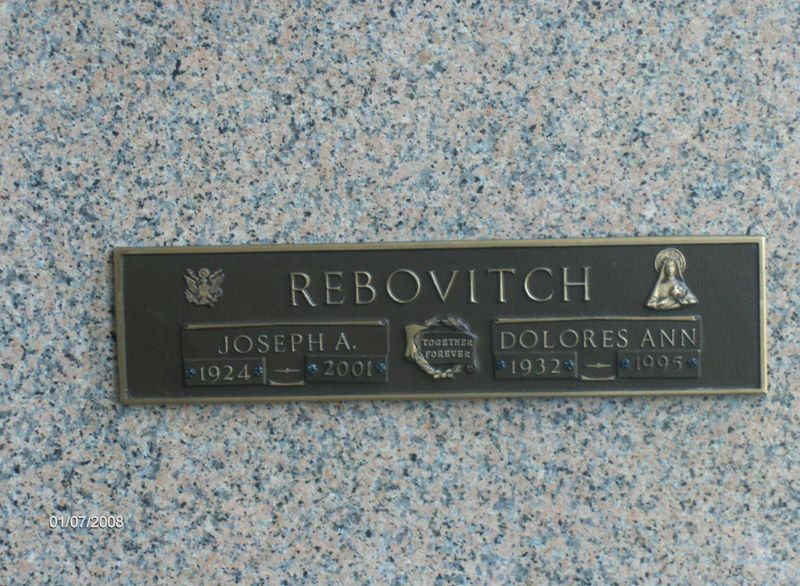 REBOVITCH
JOSEPH A.
1924 2001
TOGETHER
FOREVER
DOLORES ANN
1932 1995
01/07/2008